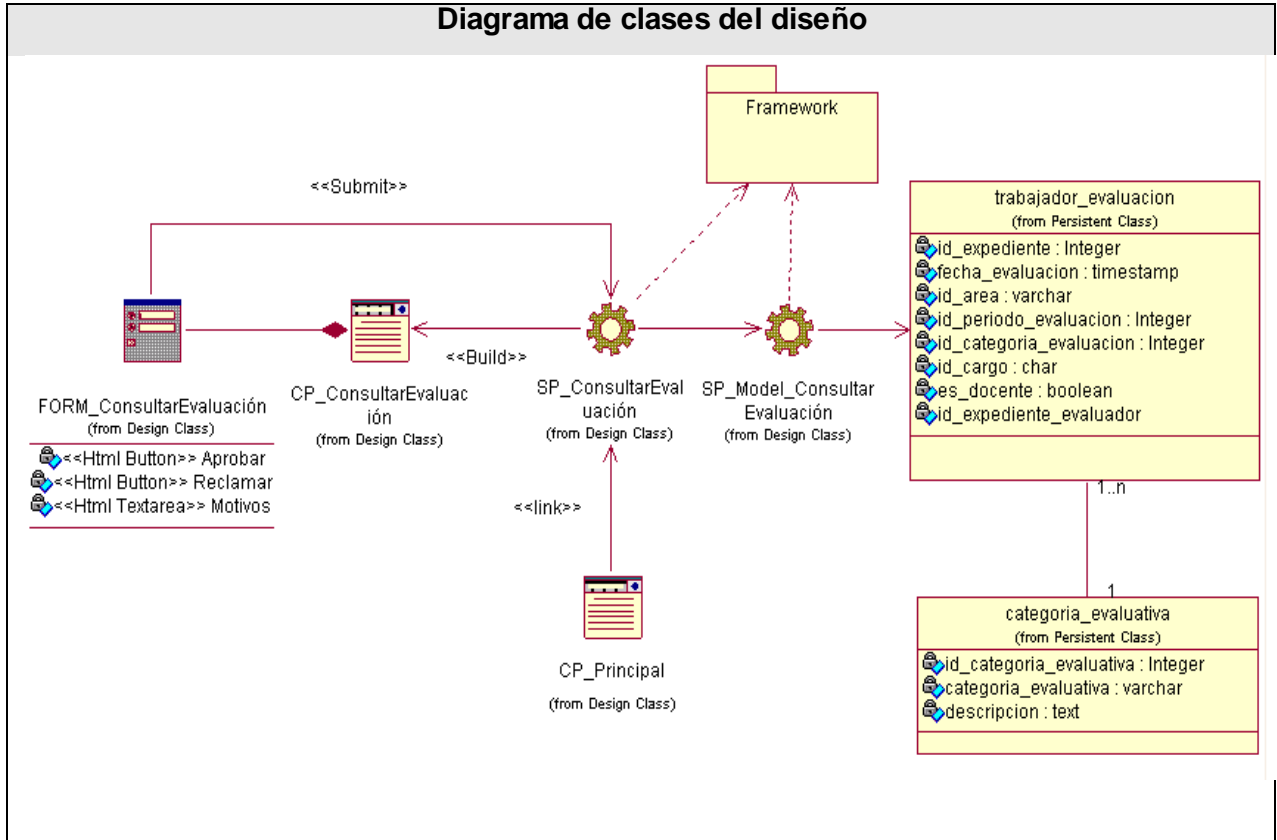 Diagrama de clases del diseño
Framework
<<Submit>>
trabajador_evaluacion
(from Persistent Class)
id_expediente : Integer
fecha_evaluacion : timestamp
id_area : varchar
id_periodo_evaluacion : Integer
id_categoria_evaluacion : Integer
id_cargo : char
es_docente : boolean
id_expediente_evaluador
<<Build>>
FORM_ConsultarEvaluación
(from Design Class)
<<Html Button>> Aprobar
<<Html Button>> Reclamar
<<Html Textarea>> Motivos
CP_ConsultarEvaluac
ión
(from Design Class)
SP_ConsultarEval
uación
(from Design Class)
SP_Model_Consultar
Evaluación
(from Design Class)
1..n
<<link>>
1
CP_Principal
(from Design Class)
categoria_evaluativa
(from Persistent Class)
id_categoria_evaluativa : Integer
categoria_evaluativa : varchar
descripcion : text